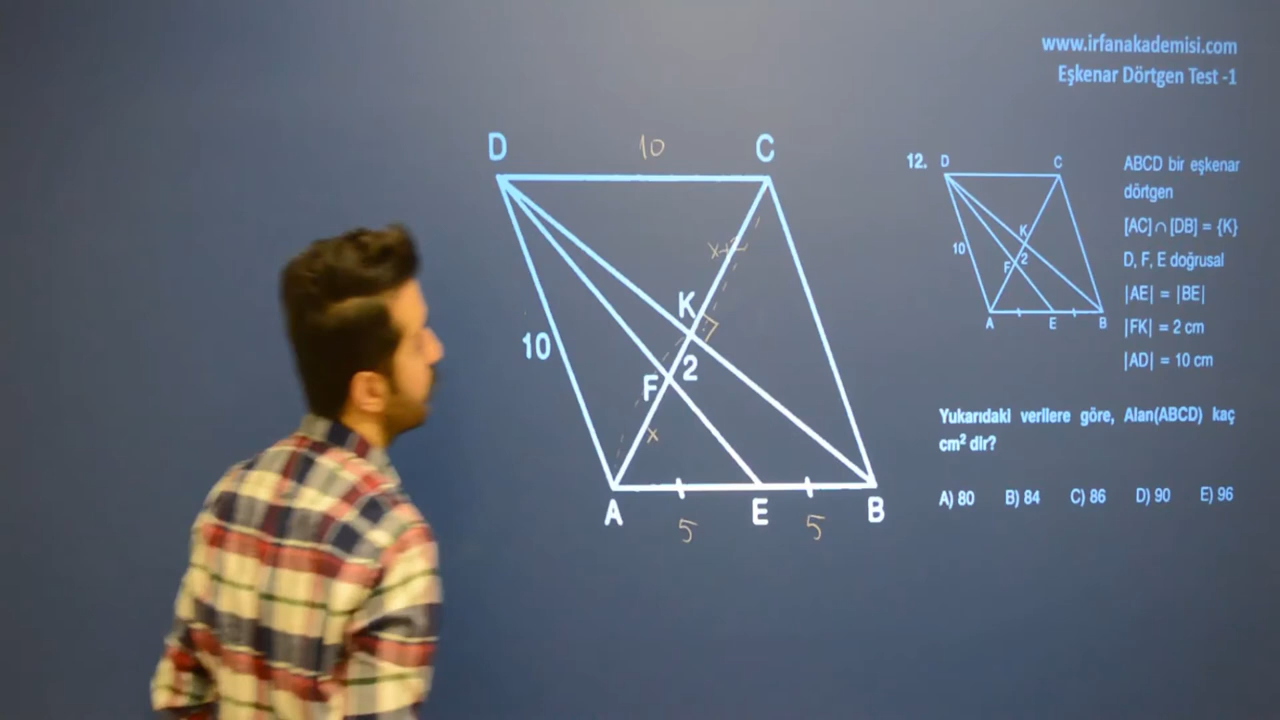 www.irfanakademisi.com
Eşkenar Dörtgen Test -1
D 10 C
x+2
K
10
F 2
x
A E B
5 5
12. D C
K
10
F 2
A E B
ABCD bir eşkenar
dörtgen
[AC]∩[DB] = {K}
D, F, E doğrusal
|AE| = |BE|
|FK| = 2 cm
|AD| = 10 cm
Yukarıdaki verilere göre, Alan(ABCD) kaç
cm² dir?
A) 80 B) 84 C) 86 D) 90 E) 96